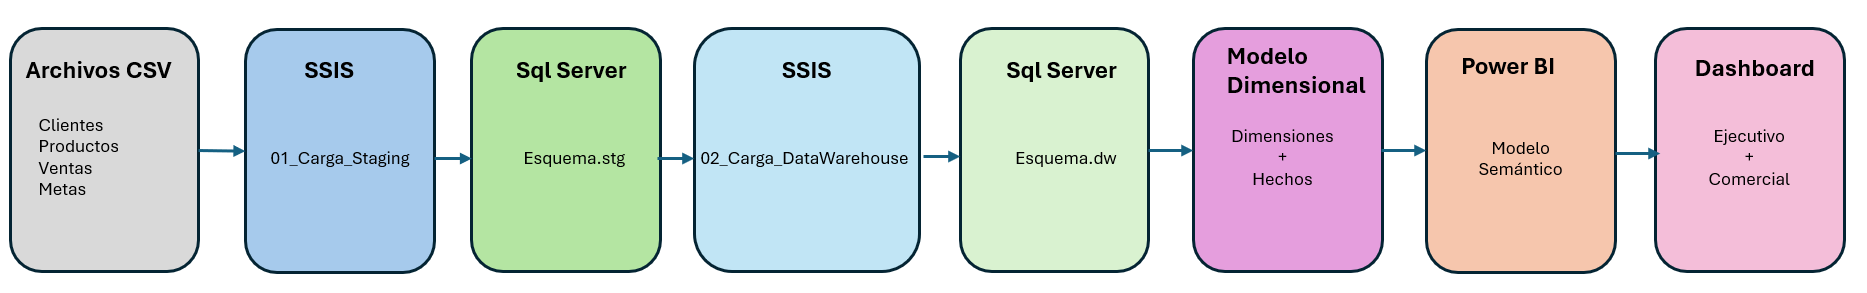 Archivos CSV
Clientes
Productos
Ventas
Metas
SSIS
01_Carga_Staging
Sql Server
Esquema.stg
SSIS
02_Carga_DataWarehouse
Sql Server
Esquema.dw
Modelo
Dimensional
Dimensiones
+
Hechos
Power BI
Modelo
Semántico
Dashboard
Ejecutivo
+
Comercial